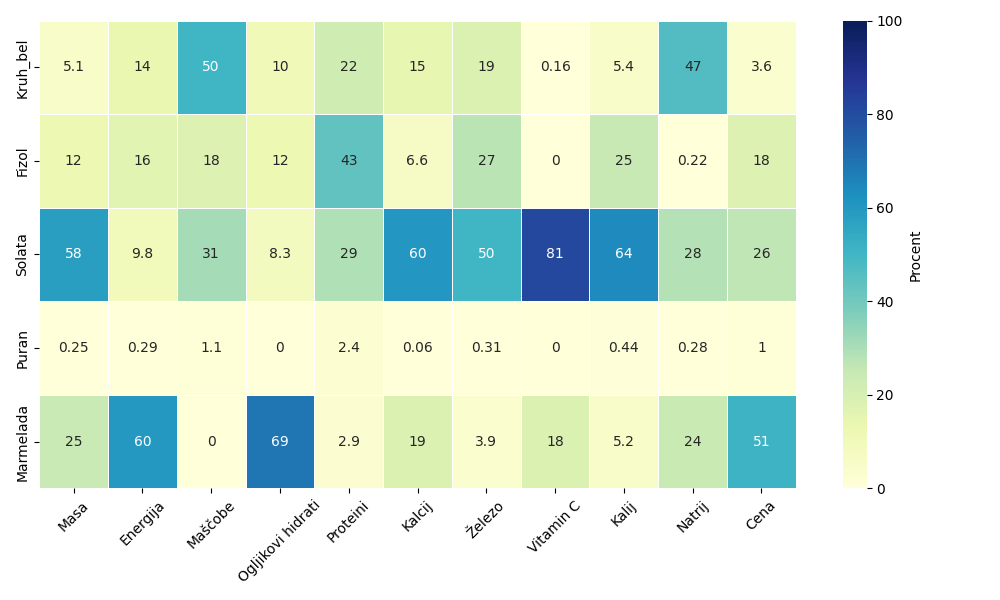 Kruh_bel 5.1 14 50 10 22 15 19 0.16 5.4 47 3.6
Fižol 12 16 18 12 43 6.6 27 0 25 0.22 18
Solata 58 9.8 31 8.3 29 60 50 81 64 28 26
Puran 0.25 0.29 1.1 0 2.4 0.06 0.31 0 0.44 0.28 1
Marmelada 25 60 0 69 2.9 19 3.9 18 5.2 24 51
Masa Energija Maščobe Ogljikovi hidrati Proteini Kalcij Železo Vitamin C Kalij Natrij Cena
100
80
60
40
20
0
Procent